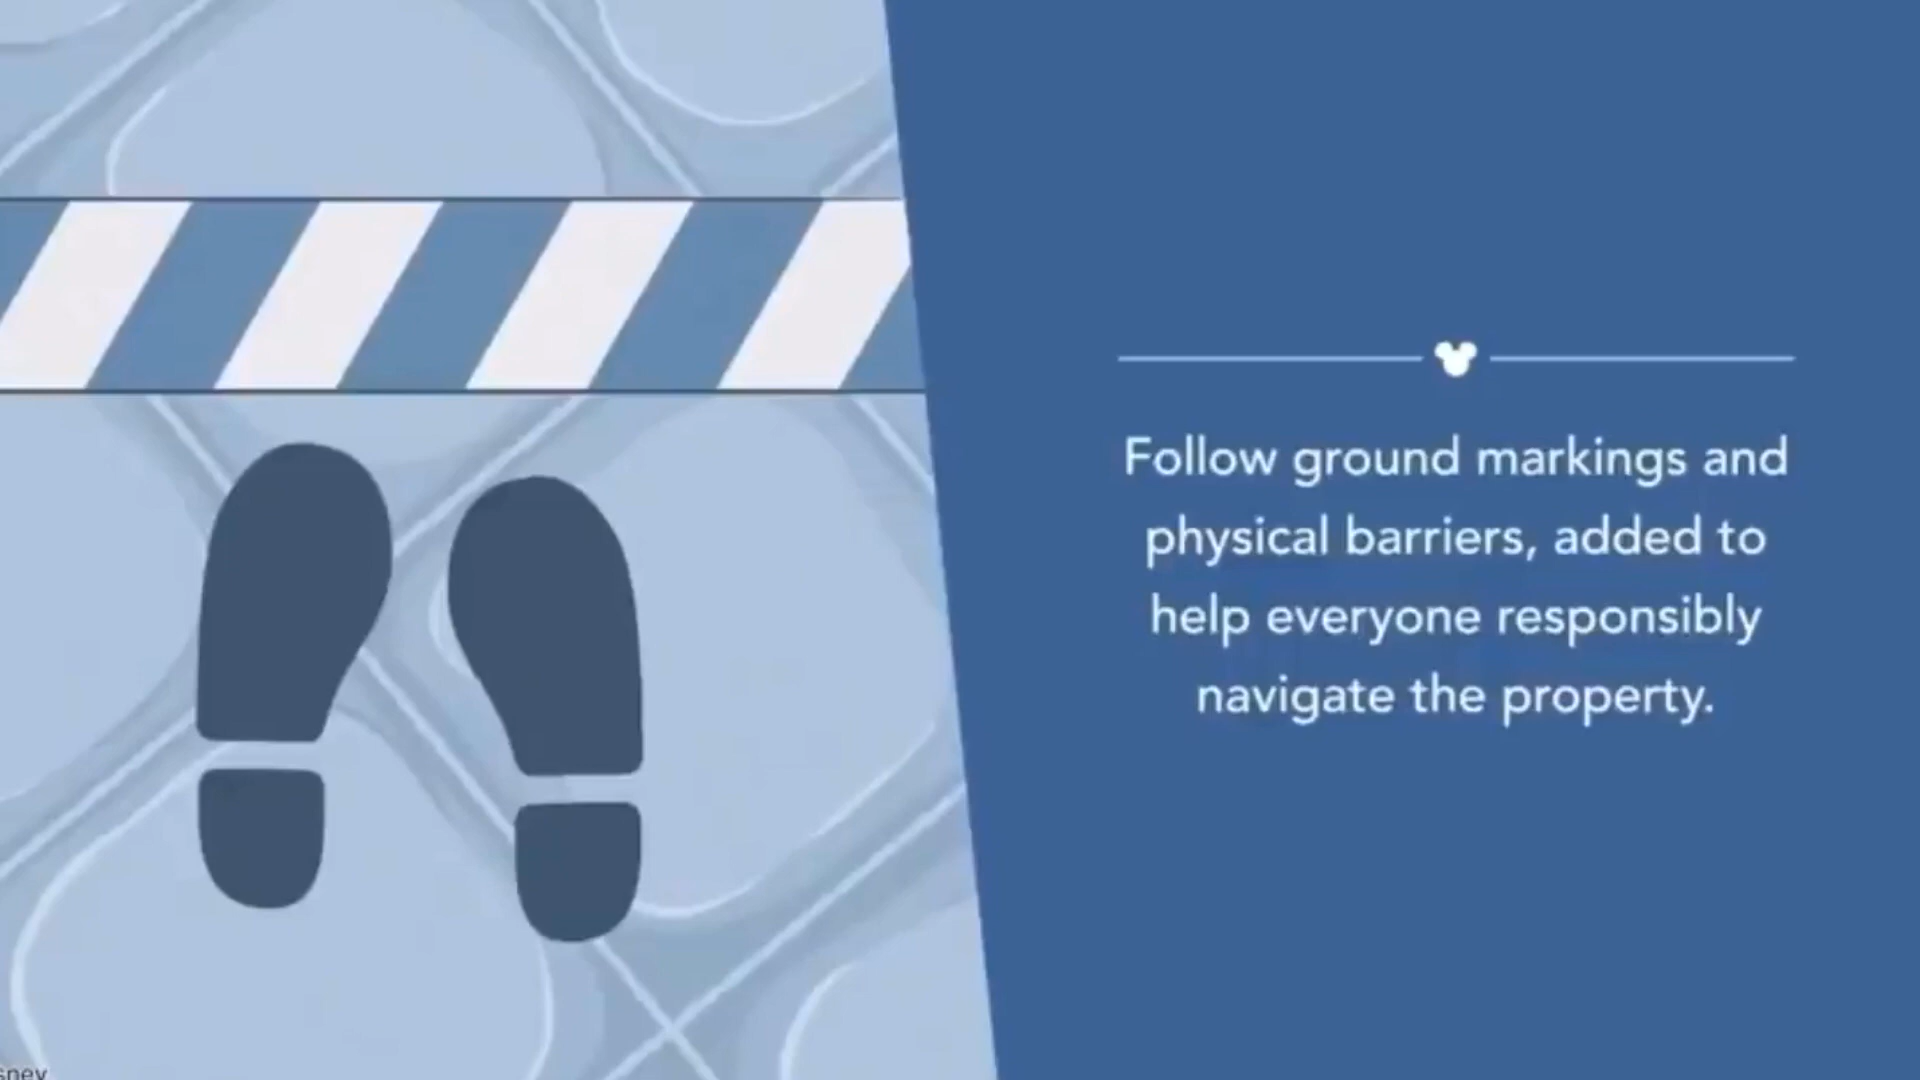 Follow ground markings and
physical barriers, added to
help everyone responsibly
navigate the property.